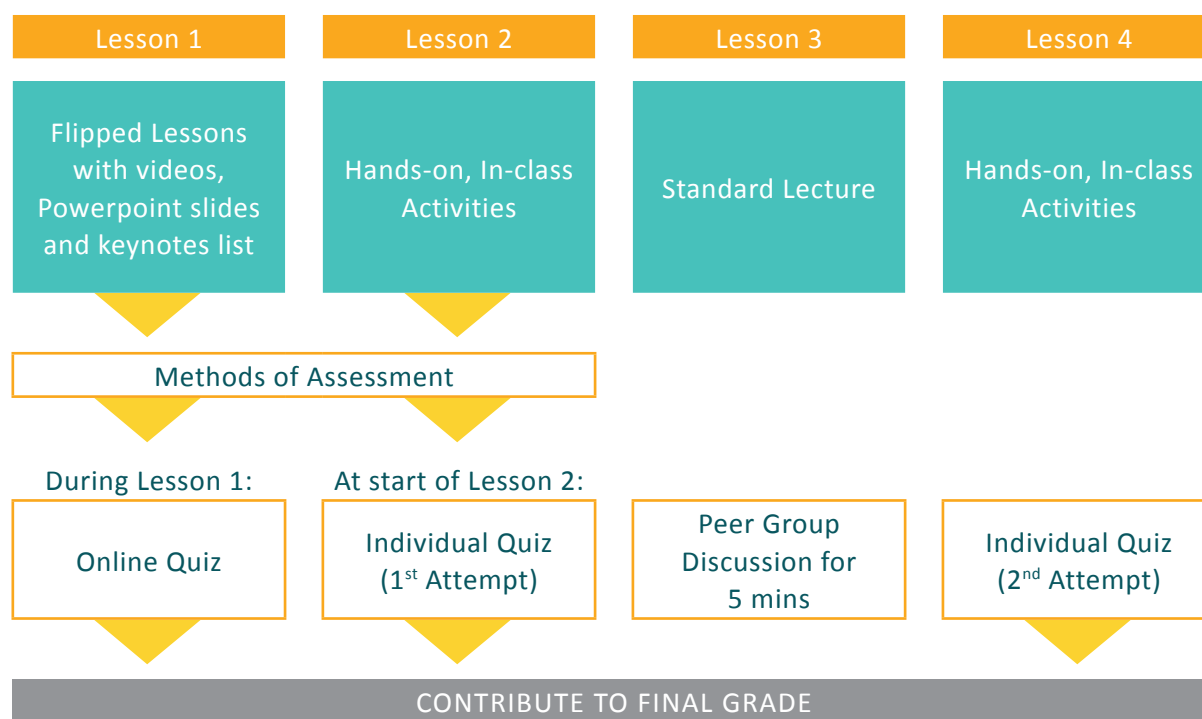 Lesson 1
Lesson 2
Lesson 3
Lesson 4
Flipped Lessons
with videos,
Powerpoint slides
and keynotes list
Hands-on, In-class
Activities
Standard Lecture
Hands-on, In-class
Activities
Methods of Assessment
During Lesson 1:
Online Quiz
At start of Lesson 2:
Individual Quiz
(1st Attempt)
Peer Group
Discussion for
5 mins
Individual Quiz
(2nd Attempt)
CONTRIBUTE TO FINAL GRADE